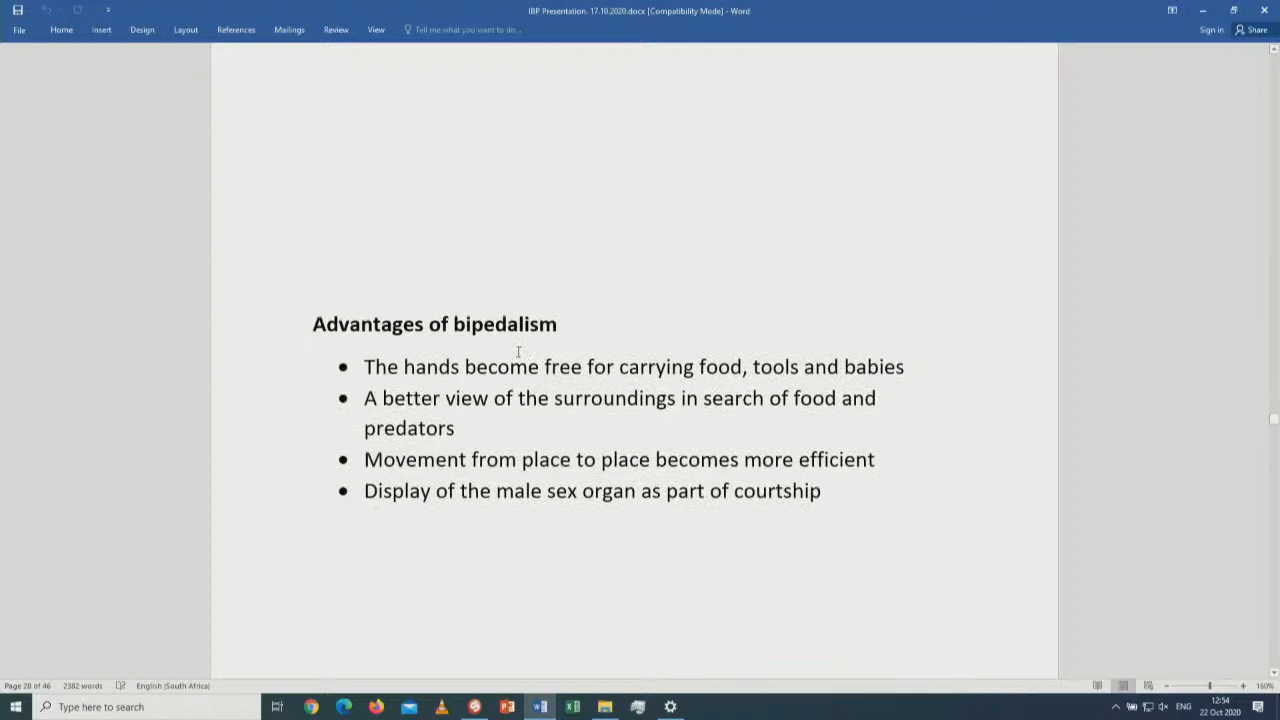 IBP Presentation. 17.10.2020.docx [Compatibility Mode] - Word
File Home Insert Design Layout References Mailings Review View Tell me what you want to do... Sign in Share
Advantages of bipedalism
• The hands become free for carrying food, tools and babies
• A better view of the surroundings in search of food and
predators
• Movement from place to place becomes more efficient
• Display of the male sex organ as part of courtship
Page 28 of 46 2382 words English (South Africa) 160%
Type here to search ENG 12:54
22 Oct 2020